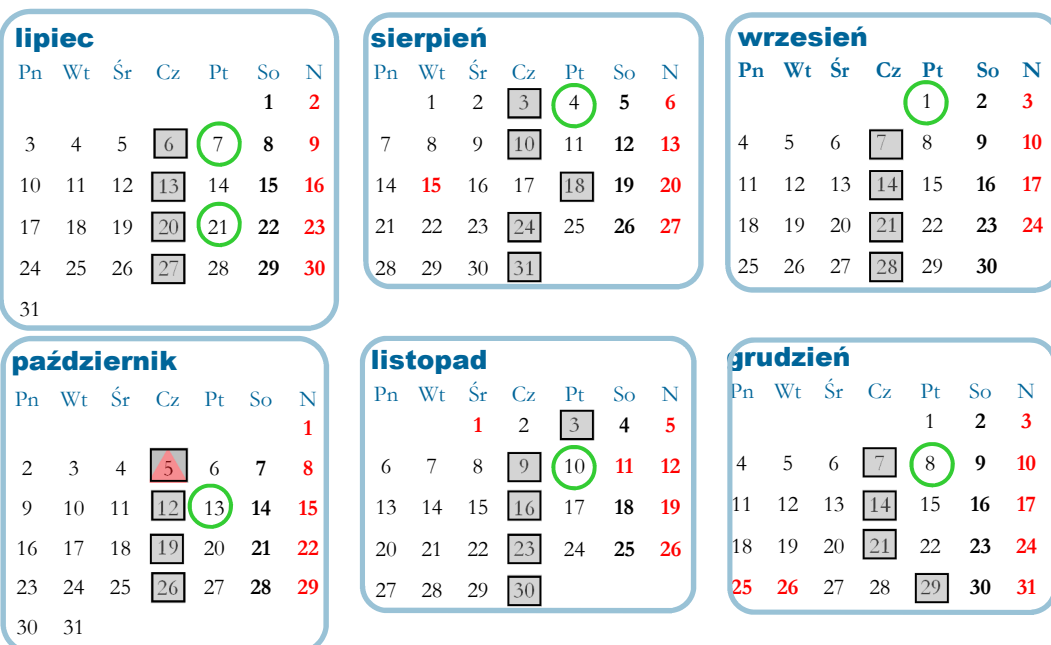 lipiec
Pn Wt Śr Cz Pt So N
1 2
3 4 5 6 7 8 9
10 11 12 13 14 15 16
17 18 19 20 21 22 23
24 25 26 27 28 29 30
31
sierpień
Pn Wt Śr Cz Pt So N
1 2 3 4 5 6
7 8 9 10 11 12 13
14 15 16 17 18 19 20
21 22 23 24 25 26 27
28 29 30 31
wrzesień
Pn Wt Śr Cz Pt So N
1 2 3
4 5 6 7 8 9 10
11 12 13 14 15 16 17
18 19 20 21 22 23 24
25 26 27 28 29 30
październik
Pn Wt Śr Cz Pt So N
1
2 3 4 5 6 7 8
9 10 11 12 13 14 15
16 17 18 19 20 21 22
23 24 25 26 27 28 29
30 31
listopad
Pn Wt Śr Cz Pt So N
1 2 3 4 5
6 7 8 9 10 11 12
13 14 15 16 17 18 19
20 21 22 23 24 25 26
27 28 29 30
grudzień
Pn Wt Śr Cz Pt So N
1 2 3
4 5 6 7 8 9 10
11 12 13 14 15 16 17
18 19 20 21 22 23 24
25 26 27 28 29 30 31